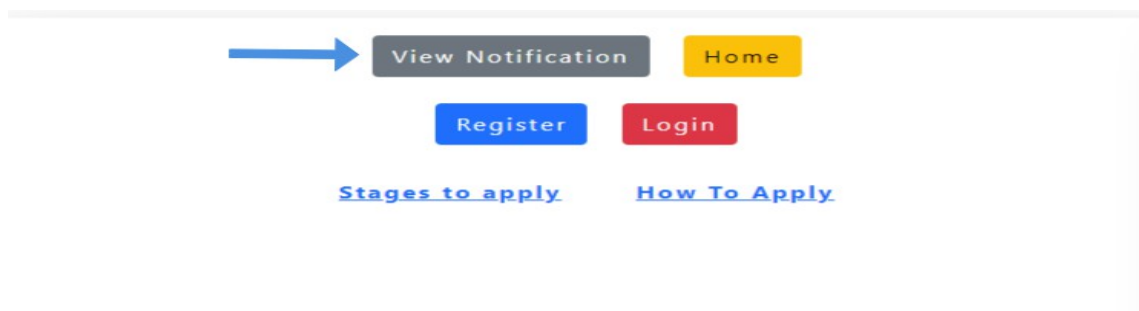 View Notification Home
Register Login
Stages to apply How To Apply